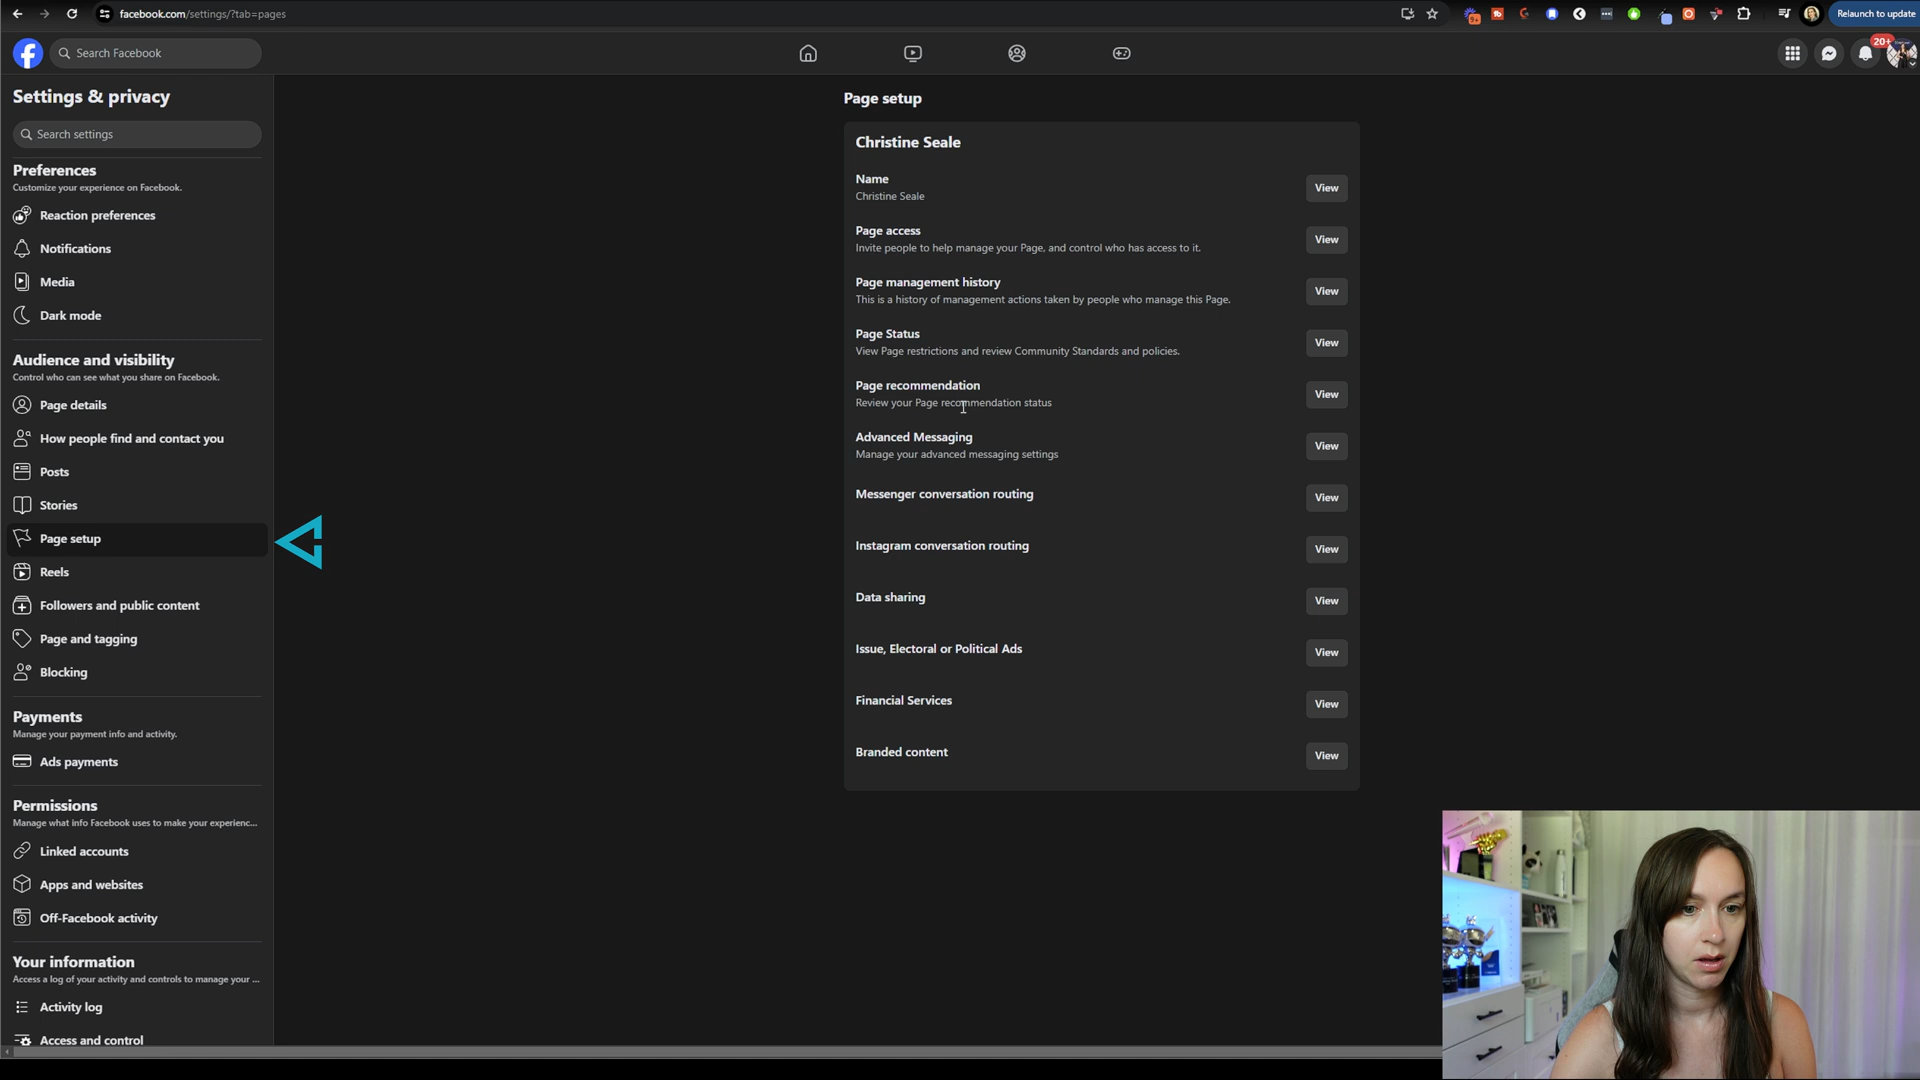 facebook.com/settings/?tab=pages
9+
Relaunch to update
Search Facebook
20+
Settings & privacy
Search settings
Preferences
Customize your experience on Facebook.
Reaction preferences
Notifications
Media
Dark mode
Audience and visibility
Control who can see what you share on Facebook.
Page details
How people find and contact you
Posts
Stories
Page setup
Reels
Followers and public content
Page and tagging
Blocking
Payments
Manage your payment info and activity.
Ads payments
Permissions
Manage what info Facebook uses to make your experienc...
Linked accounts
Apps and websites
Off-Facebook activity
Your information
Access a log of your activity and controls to manage your ...
Activity log
Access and control
Page setup
Christine Seale
Name
Christine Seale
View
Page access
Invite people to help manage your Page, and control who has access to it.
View
Page management history
This is a history of management actions taken by people who manage this Page.
View
Page Status
View Page restrictions and review Community Standards and policies.
View
Page recommendation
Review your Page recommendation status
View
Advanced Messaging
Manage your advanced messaging settings
View
Messenger conversation routing
View
Instagram conversation routing
View
Data sharing
View
Issue, Electoral or Political Ads
View
Financial Services
View
Branded content
View